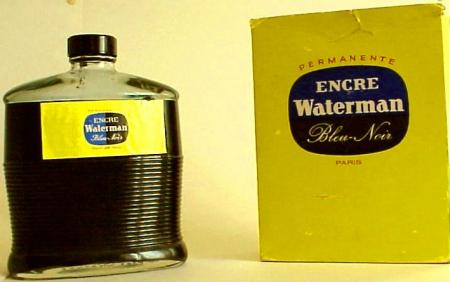 ENCRE
Waterman
Bleu-Noir
PERMANENTE
ENCRE
Waterman
Bleu-Noir
PARIS